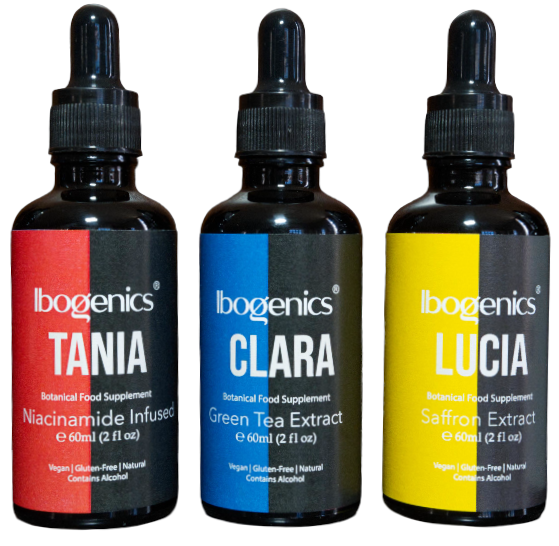 Ibogenics®
TANIA
Botanical Food Supplement
Niacinamide Infused
℮ 60ml (2 fl oz)
Vegan | Gluten-Free | Natural
Contains Alcohol
Ibogenics®
CLARA
Botanical Food Supplement
Green Tea Extract
℮ 60ml (2 fl oz)
Vegan | Gluten-Free | Natural
Contains Alcohol
Ibogenics®
LUCIA
Botanical Food Supplement
Saffron Extract
℮ 60ml (2 fl oz)
Vegan | Gluten-Free | Natural
Contains Alcohol